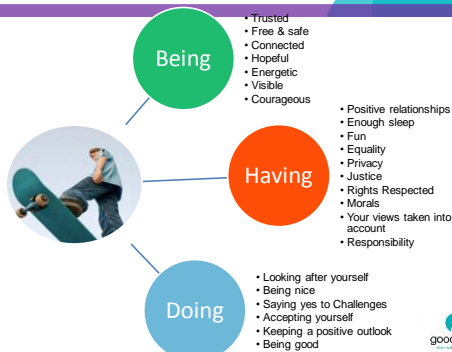 Being
• Trusted
• Free & safe
• Connected
• Hopeful
• Energetic
• Visible
• Courageous
Having
• Positive relationships
• Enough sleep
• Fun
• Equality
• Privacy
• Justice
• Rights Respected
• Morals
• Your views taken into
account
• Responsibility
Doing
• Looking after yourself
• Being nice
• Saying yes to Challenges
• Accepting yourself
• Keeping a positive outlook
• Being good
good